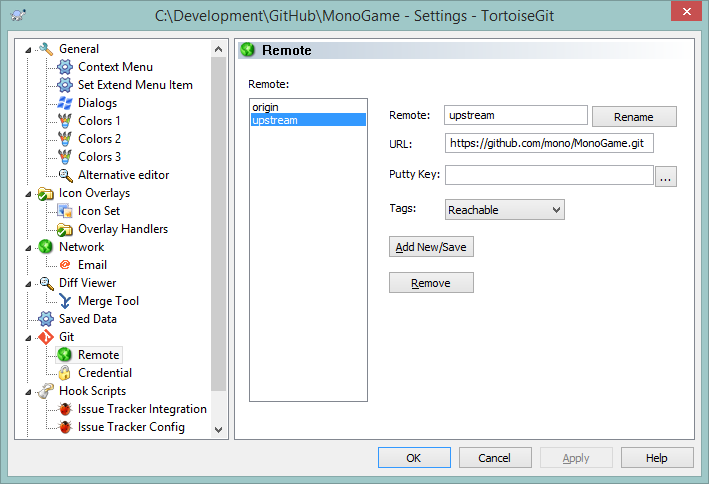 C:\Development\GitHub\MonoGame - Settings - TortoiseGit
General
Context Menu
Set Extend Menu Item
Dialogs
Colors 1
Colors 2
Colors 3
Alternative editor
Icon Overlays
Icon Set
Overlay Handlers
Network
Email
Diff Viewer
Merge Tool
Saved Data
Git
Remote
Credential
Hook Scripts
Issue Tracker Integration
Issue Tracker Config
Remote
Remote:
origin
upstream
Remote: upstream Rename
URL: https://github.com/mono/MonoGame.git
Putty Key: ...
Tags: Reachable
Add New/Save
Remove
OK Cancel Apply Help